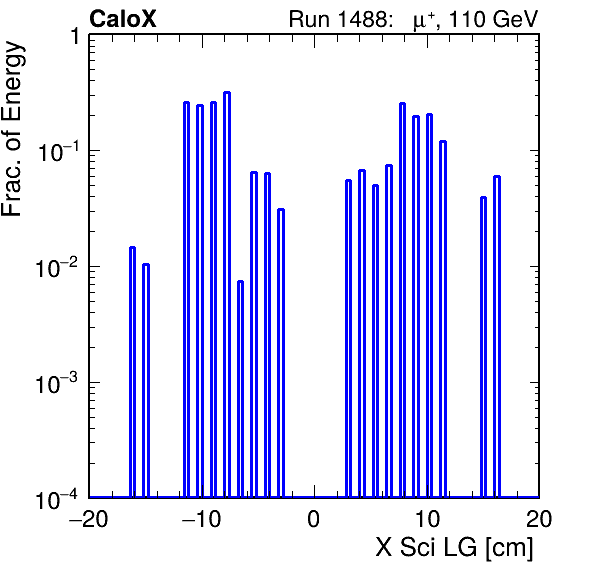 CaloX Run 1488: μ⁺, 110 GeV
Frac. of Energy
1
10⁻¹
10⁻²
10⁻³
10⁻⁴
−20 −10 0 10 20
X Sci LG [cm]